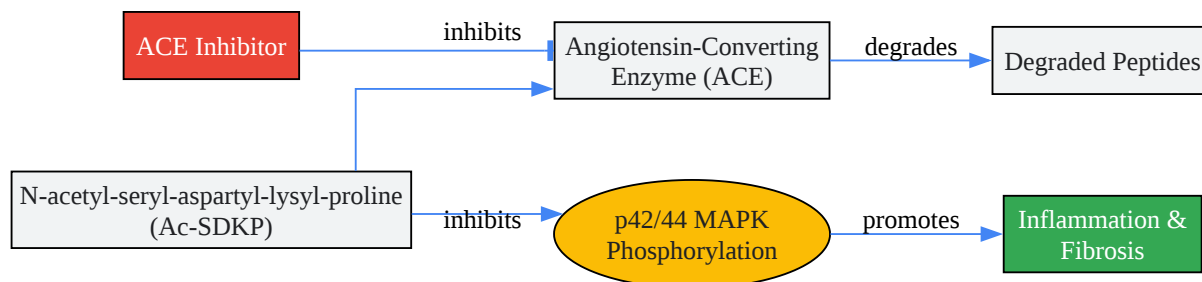 ACE Inhibitor
inhibits
Angiotensin-Converting
Enzyme (ACE)
degrades
Degraded Peptides
N-acetyl-seryl-aspartyl-lysyl-proline
(Ac-SDKP)
inhibits
p42/44 MAPK
Phosphorylation
promotes
Inflammation &
Fibrosis